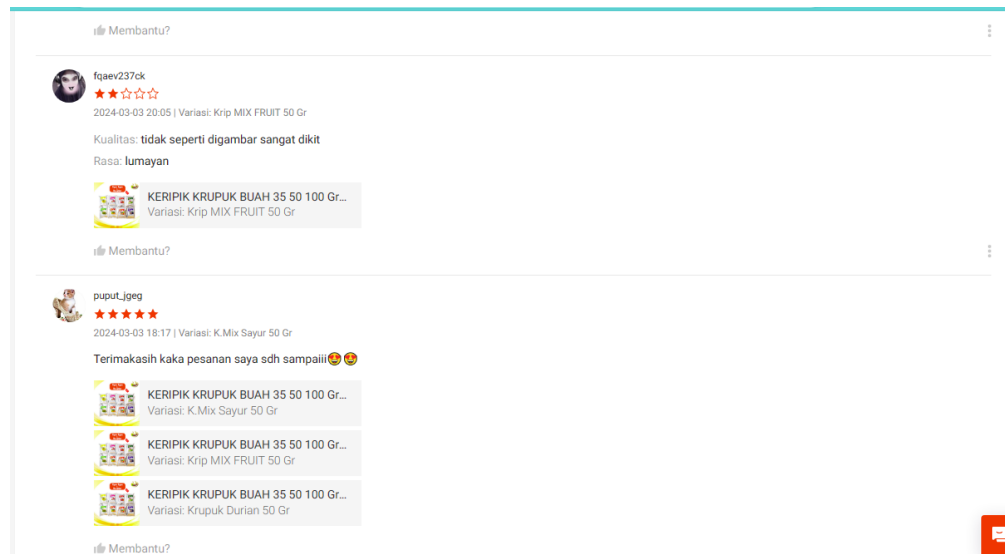 Membantu?
fqaev237ck
2024-03-03 20:05 | Variasi: Krip MIX FRUIT 50 Gr
Kualitas: tidak seperti digambar sangat dikit
Rasa: lumayan
KERIPIK KRUPUK BUAH 35 50 100 Gr...
Variasi: Krip MIX FRUIT 50 Gr
Membantu?
puput_jgeg
2024-03-03 18:17 | Variasi: K.Mix Sayur 50 Gr
Terimakasih kaka pesanan saya sdh sampaiii😍😍
KERIPIK KRUPUK BUAH 35 50 100 Gr...
Variasi: K.Mix Sayur 50 Gr
KERIPIK KRUPUK BUAH 35 50 100 Gr...
Variasi: Krip MIX FRUIT 50 Gr
KERIPIK KRUPUK BUAH 35 50 100 Gr...
Variasi: Krupuk Durian 50 Gr
Membantu?